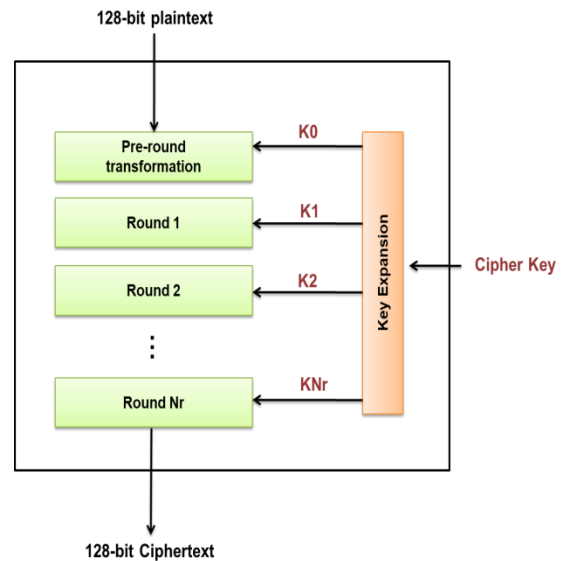 128-bit plaintext
Pre-round
transformation
K0
Round 1
K1
Round 2
K2
Round Nr
KNr
Key Expansion
Cipher Key
128-bit Ciphertext